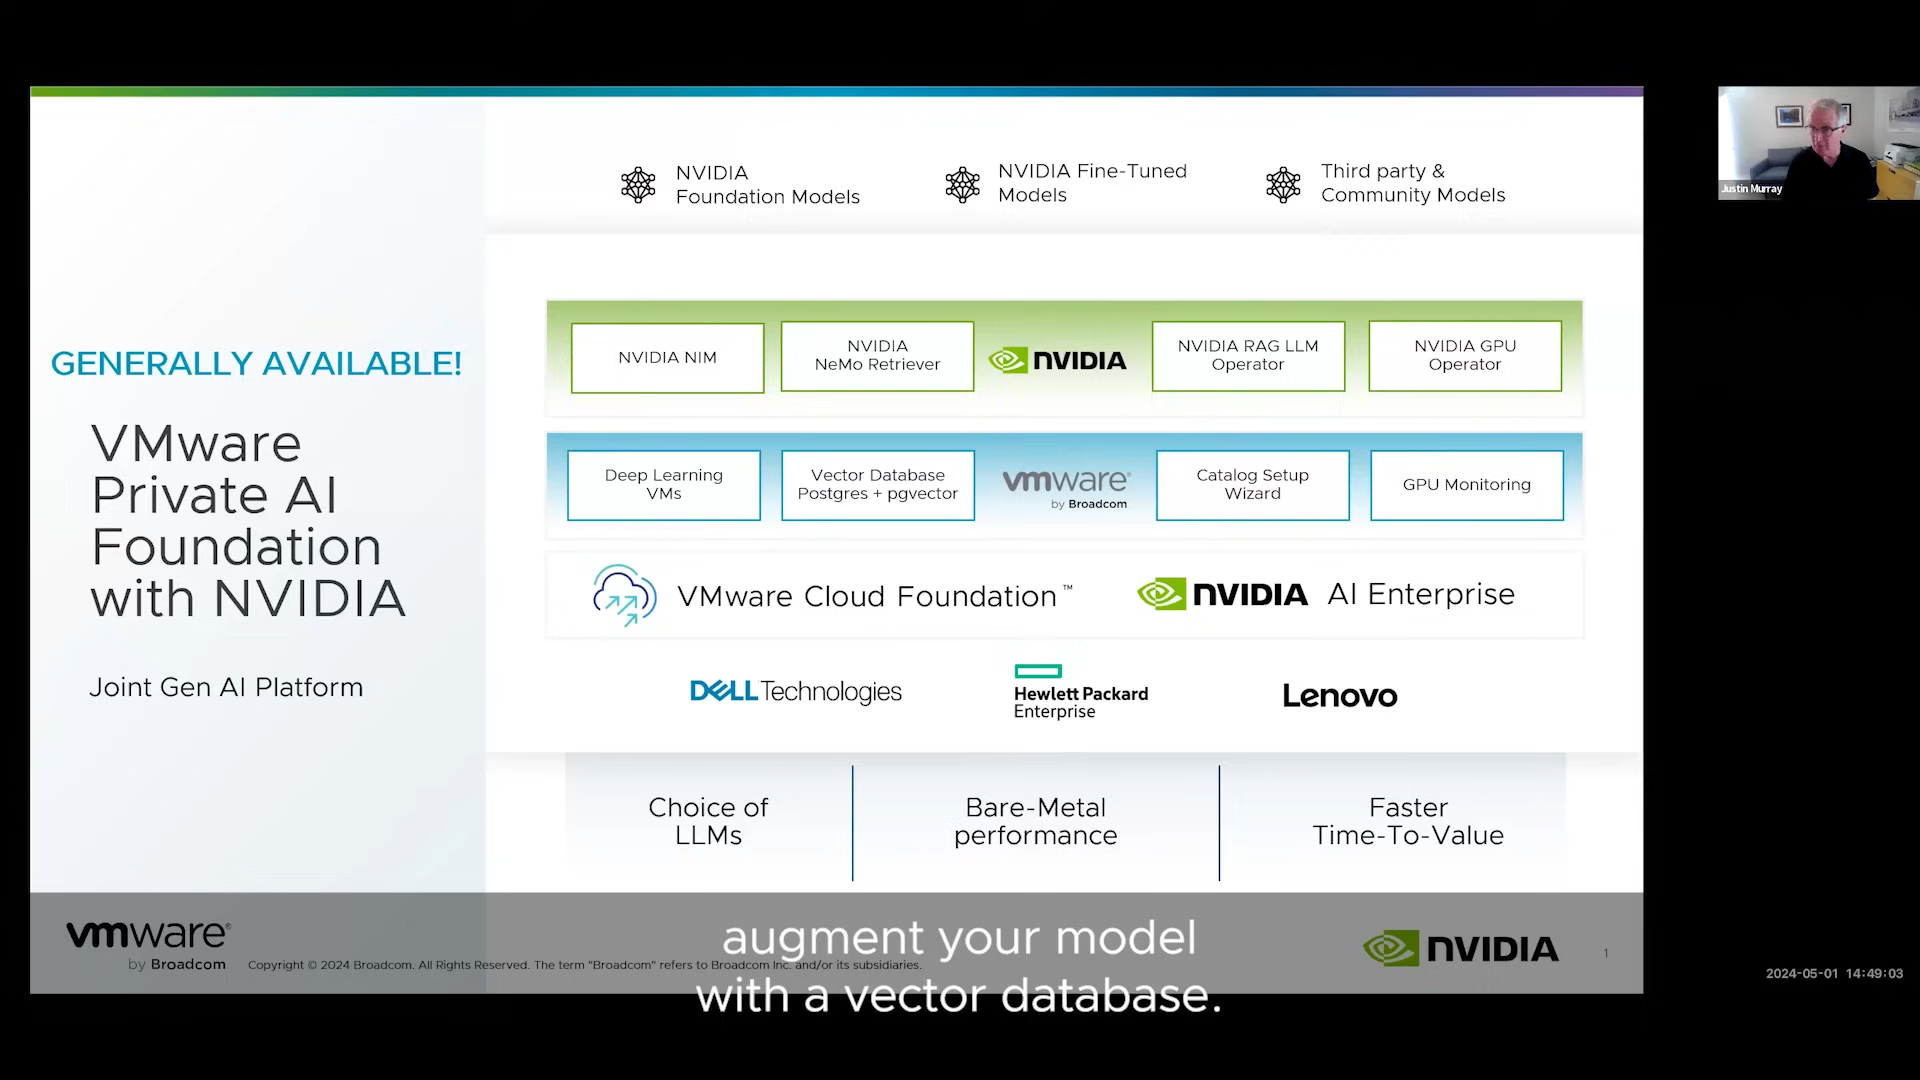 GENERALLY AVAILABLE!
VMware
Private AI
Foundation
with NVIDIA
Joint Gen AI Platform
NVIDIA
Foundation Models
NVIDIA Fine-Tuned
Models
Third party &
Community Models
NVIDIA NIM
NVIDIA
NeMo Retriever
NVIDIA
NVIDIA RAG LLM
Operator
NVIDIA GPU
Operator
Deep Learning
VMs
Vector Database
Postgres + pgvector
vmware®
by Broadcom
Catalog Setup
Wizard
GPU Monitoring
VMware Cloud Foundation™
NVIDIA AI Enterprise
DELL Technologies
Hewlett Packard
Enterprise
Lenovo
Choice of
LLMs
Bare-Metal
performance
Faster
Time-To-Value
vmware®
by Broadcom
Copyright © 2024 Broadcom. All Rights Reserved. The term "Broadcom" refers to Broadcom Inc. and/or its subsidiaries.
NVIDIA
1
augment your model
with a vector database.
Justin Murray
2024-05-01 14:49:03